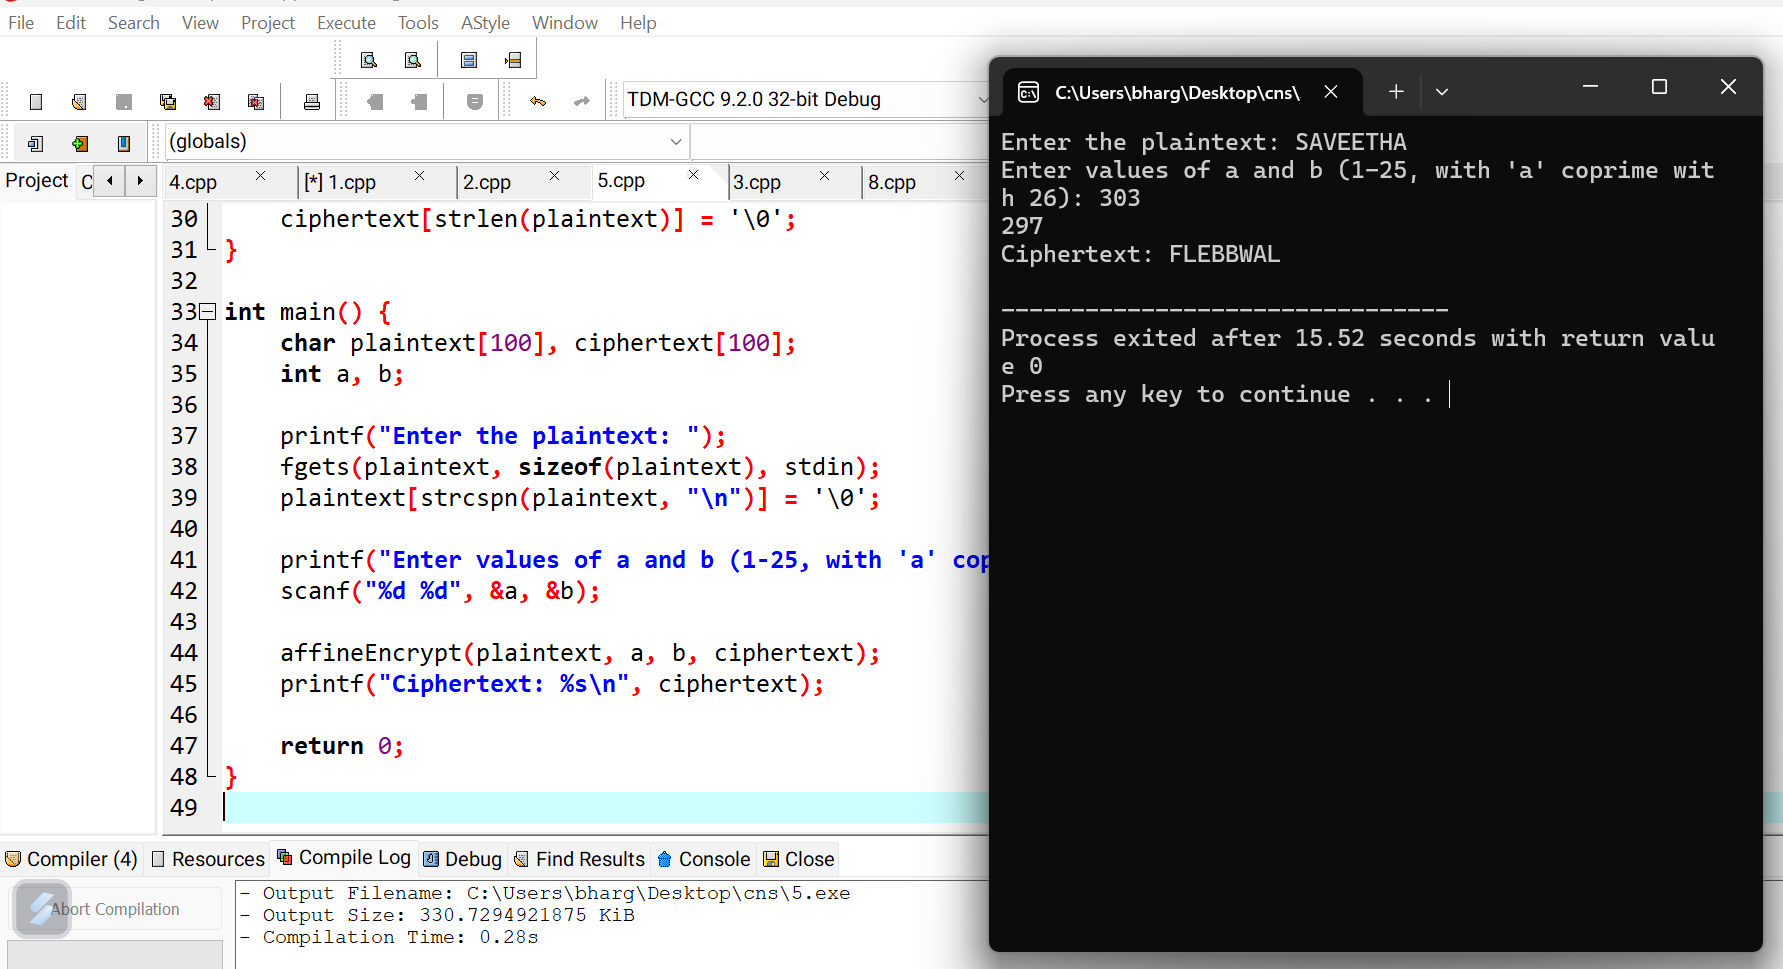 File Edit Search View Project Execute Tools AStyle Window Help
TDM-GCC 9.2.0 32-bit Debug
(globals)
Project C
4.cpp [*] 1.cpp 2.cpp 5.cpp 3.cpp 8.cpp
30 ciphertext[strlen(plaintext)] = '\0';
31 }
32
33 int main() {
34 char plaintext[100], ciphertext[100];
35 int a, b;
36
37 printf("Enter the plaintext: ");
38 fgets(plaintext, sizeof(plaintext), stdin);
39 plaintext[strcspn(plaintext, "\n")] = '\0';
40
41 printf("Enter values of a and b (1-25, with 'a' cop
42 scanf("%d %d", &a, &b);
43
44 affineEncrypt(plaintext, a, b, ciphertext);
45 printf("Ciphertext: %s\n", ciphertext);
46
47 return 0;
48 }
49
Compiler (4) Resources Compile Log Debug Find Results Console Close
Abort Compilation
- Output Filename: C:\Users\bharg\Desktop\cns\5.exe
- Output Size: 330.7294921875 KiB
- Compilation Time: 0.28s
C:\Users\bharg\Desktop\cns\
Enter the plaintext: SAVEETHA
Enter values of a and b (1-25, with 'a' coprime wit
h 26): 303
297
Ciphertext: FLEBBWAL
--------------------------------
Process exited after 15.52 seconds with return valu
e 0
Press any key to continue . . .